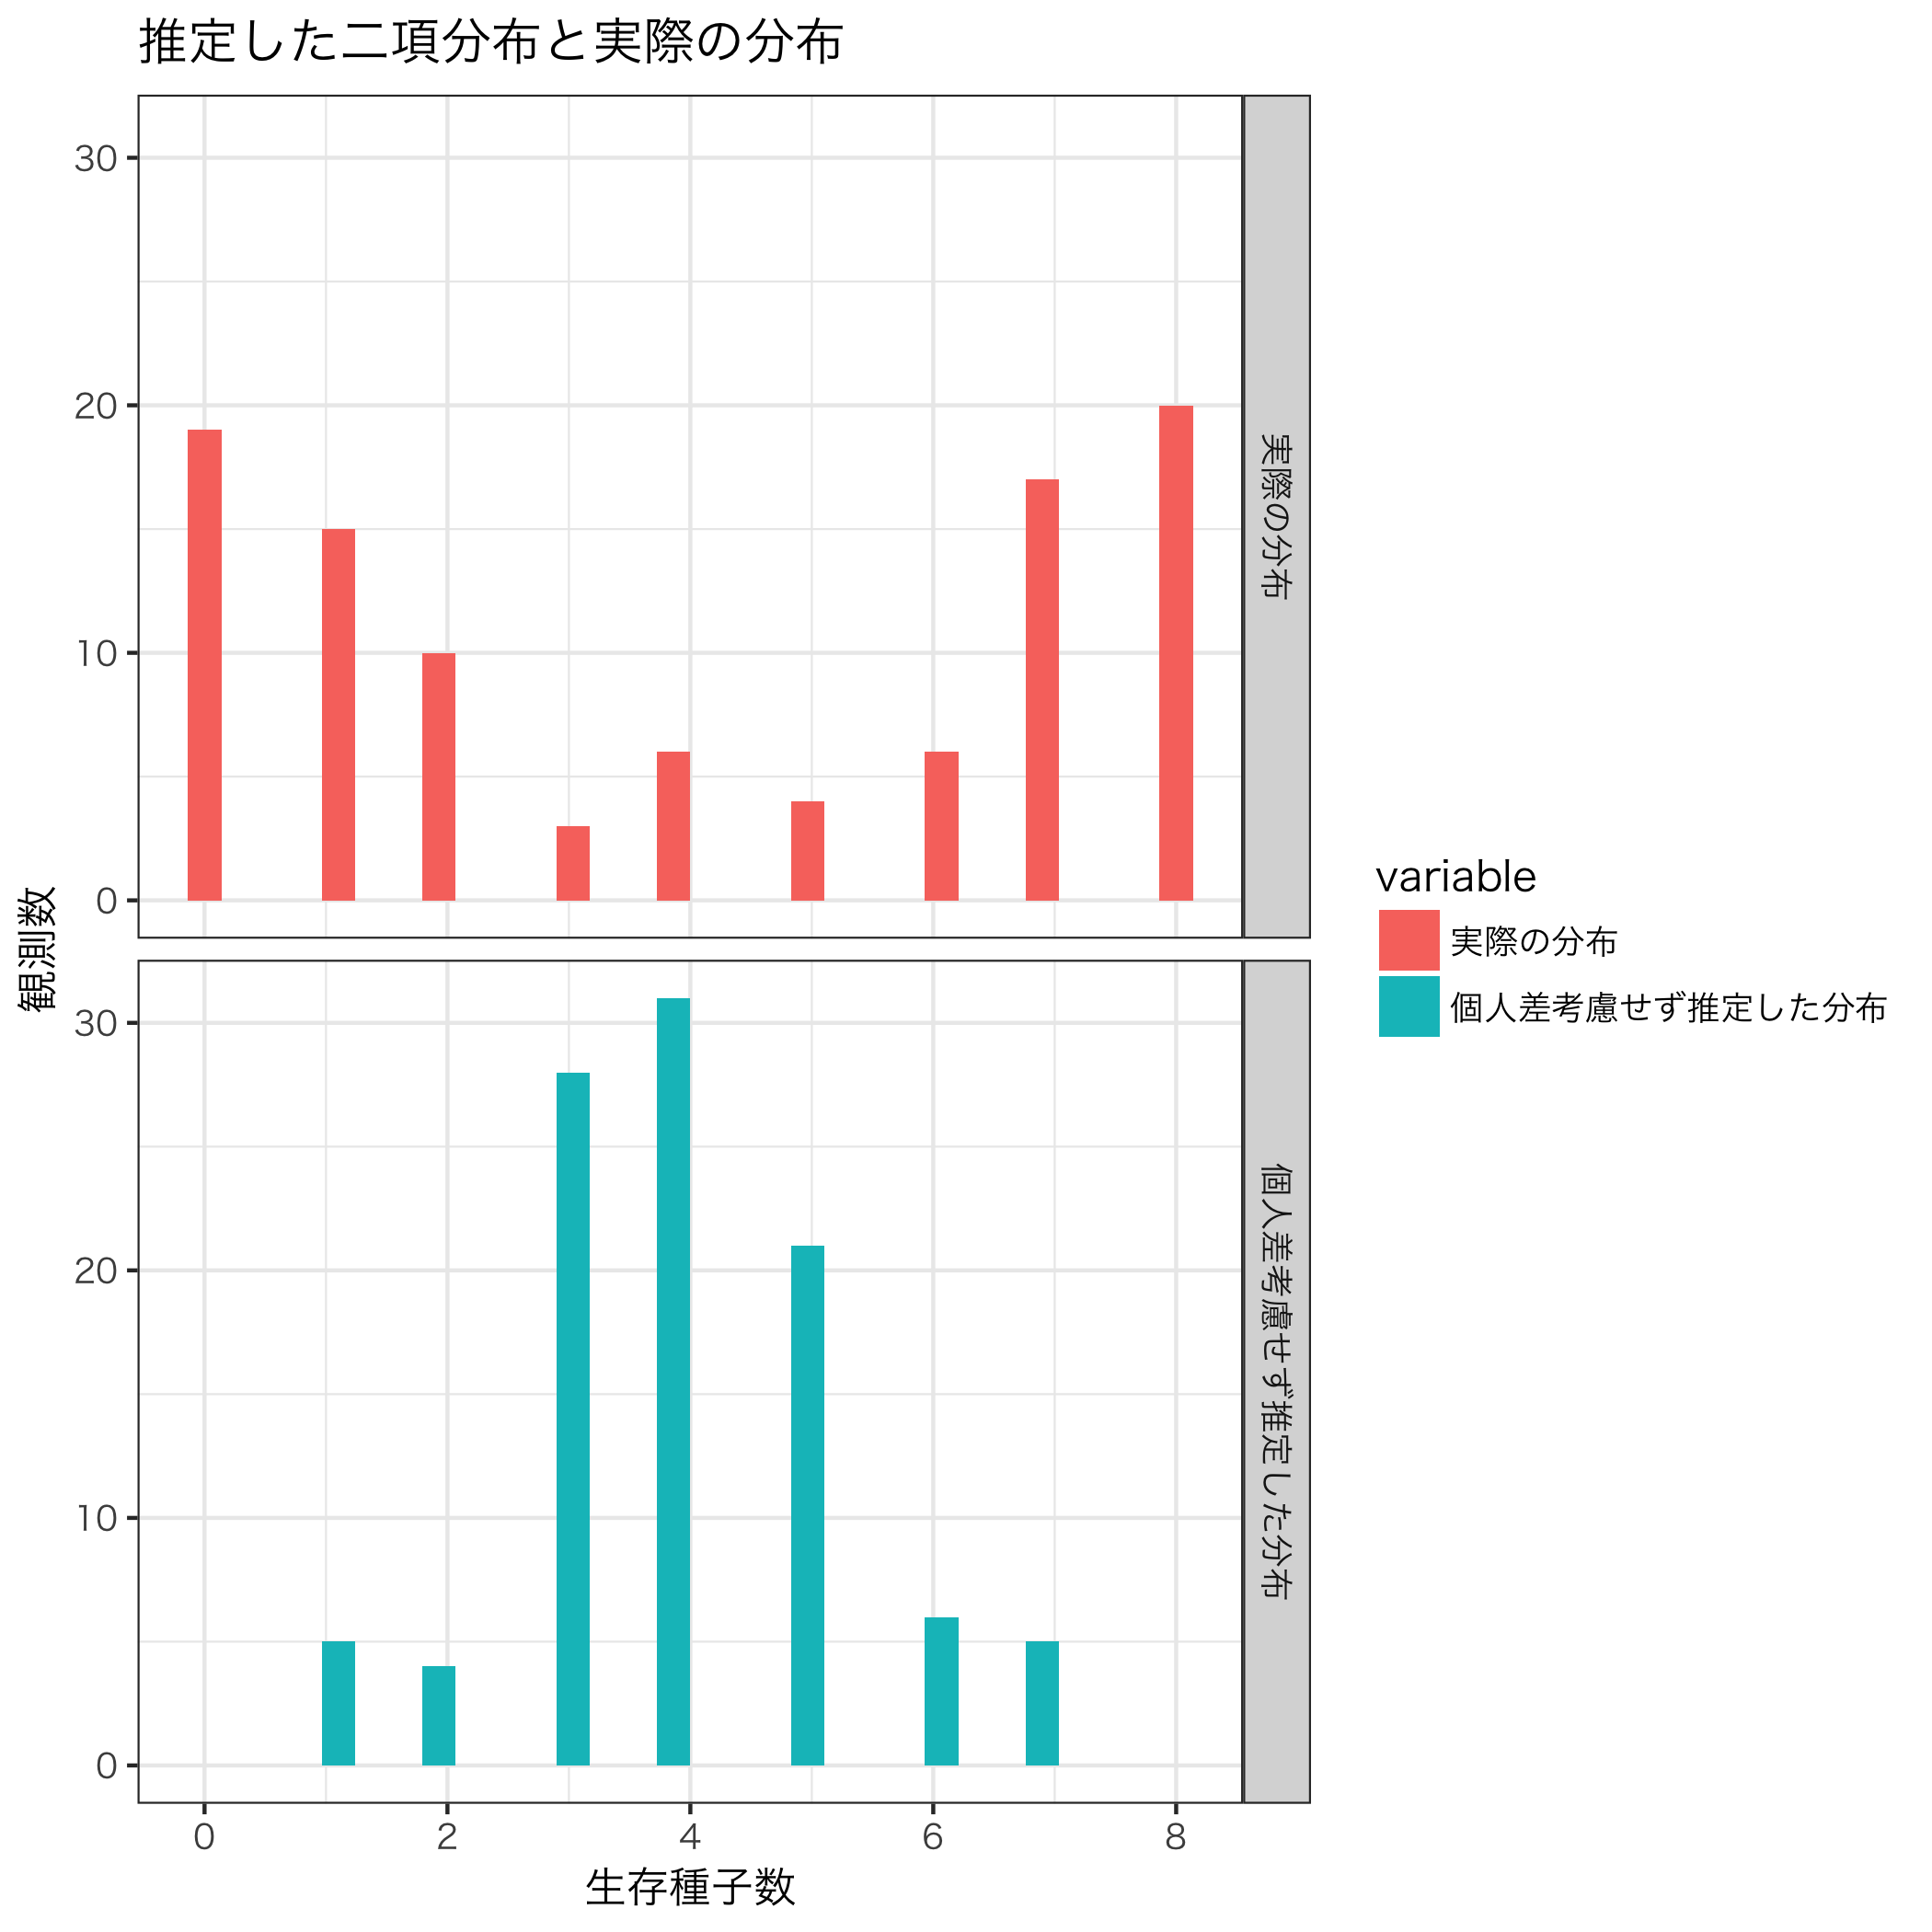 推定した二項分布と実際の分布
観測数
30
20
10
0
実際の分布
30
20
10
0
個人差考慮せず推定した分布
0 2 4 6 8
生存種子数
variable
実際の分布
個人差考慮せず推定した分布